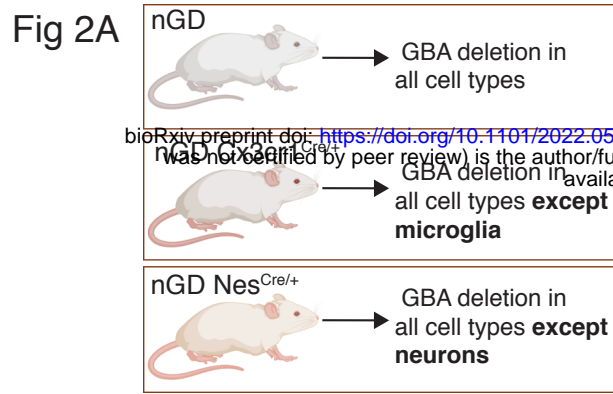 Fig 2A
nGD
GBA deletion in
all cell types
bioRxiv preprint doi: https://doi.org/10.1101/2022.05
was not certified by peer review) is the author/fu
availa
nGD Cx3cr1Cre/+
GBA deletion in
all cell types except
microglia
nGD NesCre/+
GBA deletion in
all cell types except
neurons